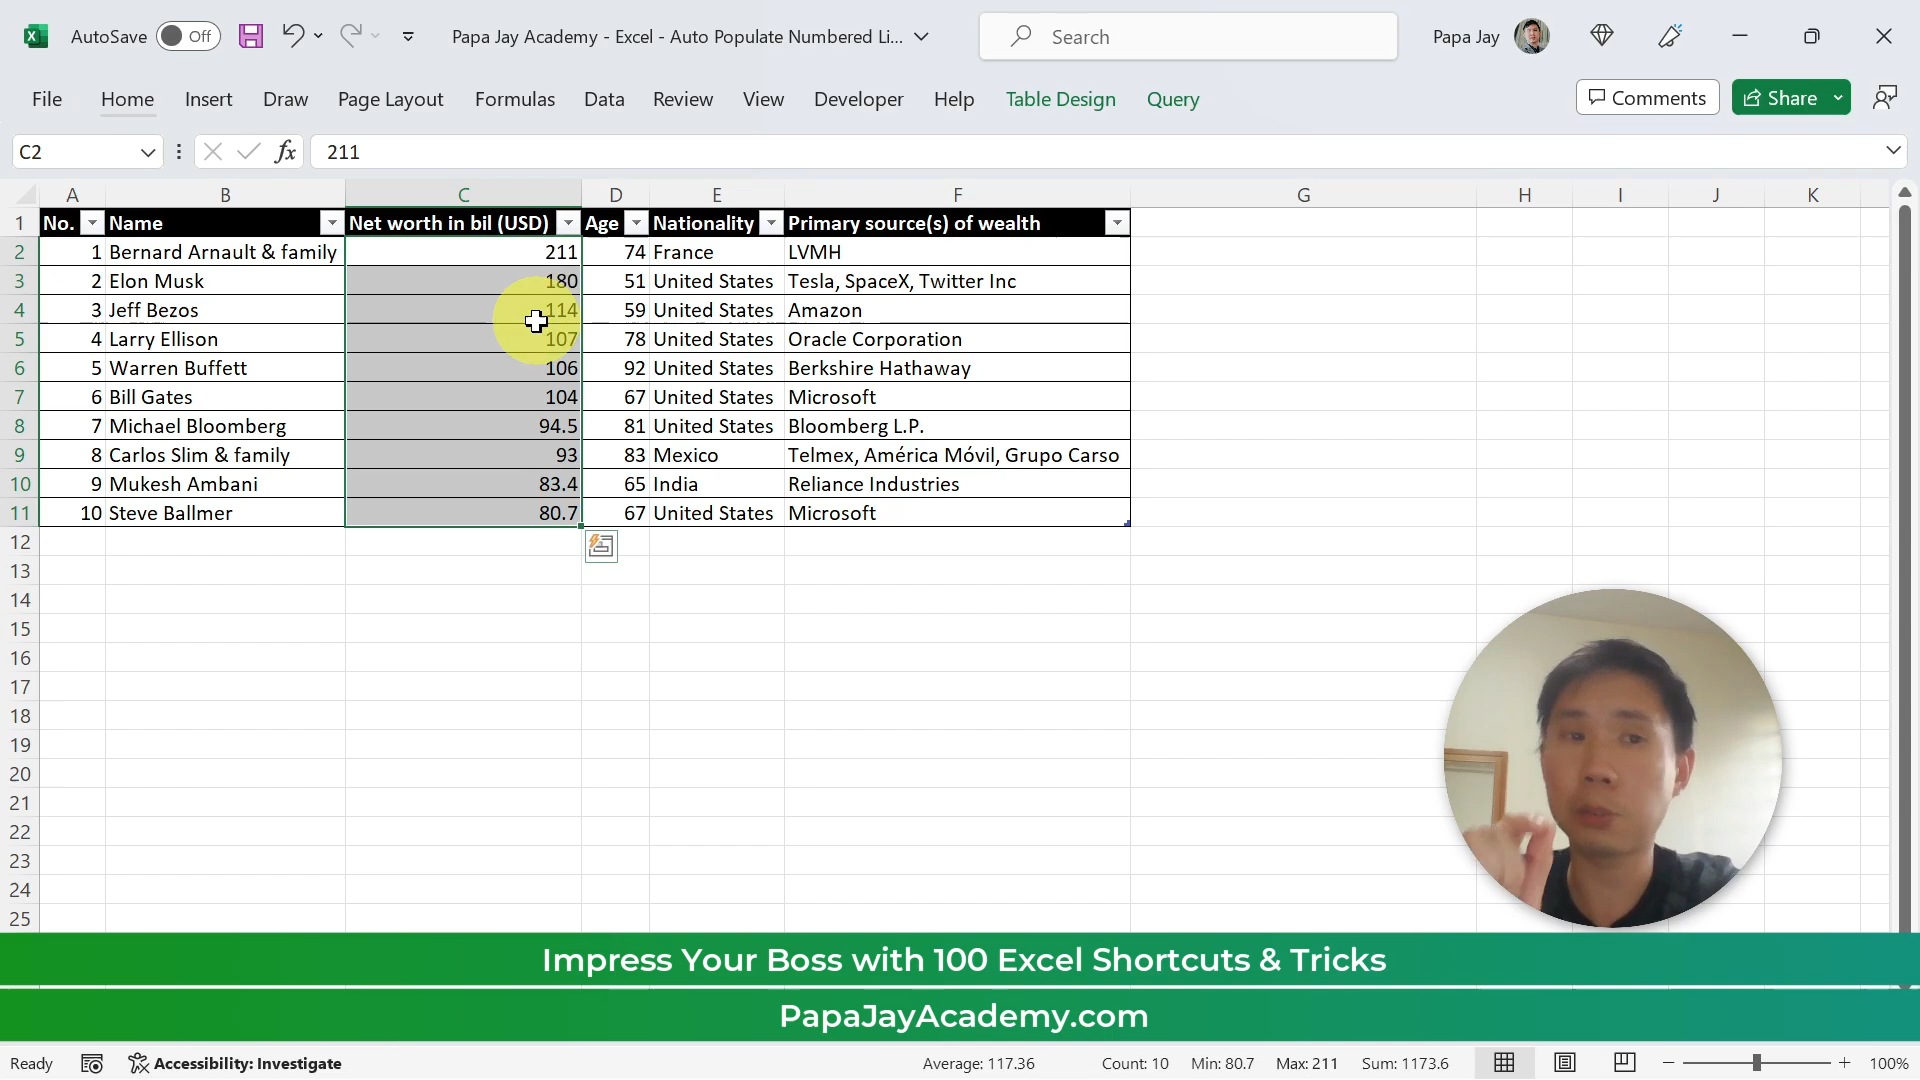 AutoSave Off Papa Jay Academy - Excel - Auto Populate Numbered Li... Search Papa Jay
File Home Insert Draw Page Layout Formulas Data Review View Developer Help Table Design Query Comments Share
C2 fx 211
A B C D E F G H I J K
1 No. Name Net worth in bil (USD) Age Nationality Primary source(s) of wealth
2 1 Bernard Arnault & family 211 74 France LVMH
3 2 Elon Musk 180 51 United States Tesla, SpaceX, Twitter Inc
4 3 Jeff Bezos 114 59 United States Amazon
5 4 Larry Ellison 107 78 United States Oracle Corporation
6 5 Warren Buffett 106 92 United States Berkshire Hathaway
7 6 Bill Gates 104 67 United States Microsoft
8 7 Michael Bloomberg 94.5 81 United States Bloomberg L.P.
9 8 Carlos Slim & family 93 83 Mexico Telmex, América Móvil, Grupo Carso
10 9 Mukesh Ambani 83.4 65 India Reliance Industries
11 10 Steve Ballmer 80.7 67 United States Microsoft
12
13
14
15
16
17
18
19
20
21
22
23
24
25
Impress Your Boss with 100 Excel Shortcuts & Tricks
PapaJayAcademy.com
Ready Accessibility: Investigate Average: 117.36 Count: 10 Min: 80.7 Max: 211 Sum: 1173.6 100%